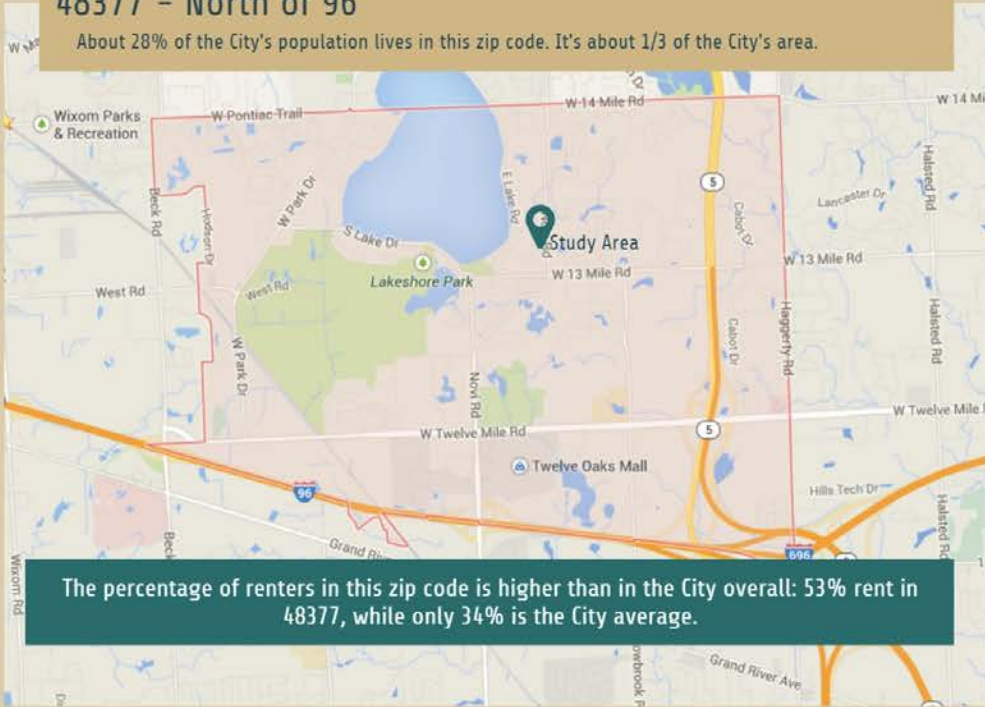 48377 - North of 96
About 28% of the City's population lives in this zip code. It's about 1/3 of the City's area.
Wixom Parks
& Recreation
W Pontiac Trail
W 14 Mile Rd
W 14 Mi
Beck Rd
Hudson Dr
W Park Dr
E Lake Rd
5
Cabot Dr
Lancaster Dr
Halsted Rd
S Lake Dr
Study Area
Lakeshore Park
W 13 Mile Rd
W 13 Mile Rd
West Rd
West Rd
W Park Dr
Novi Rd
Cabot Dr
Haggerty Rd
Halsted Rd
W Twelve Mile Rd
5
W Twelve Mile
Twelve Oaks Mall
96
Hills Tech Dr
Halsted Rd
Beck
Grand Riv
696
Wixom Rd
The percentage of renters in this zip code is higher than in the City overall: 53% rent in
48377, while only 34% is the City average.
owbrook R
Grand River Ave